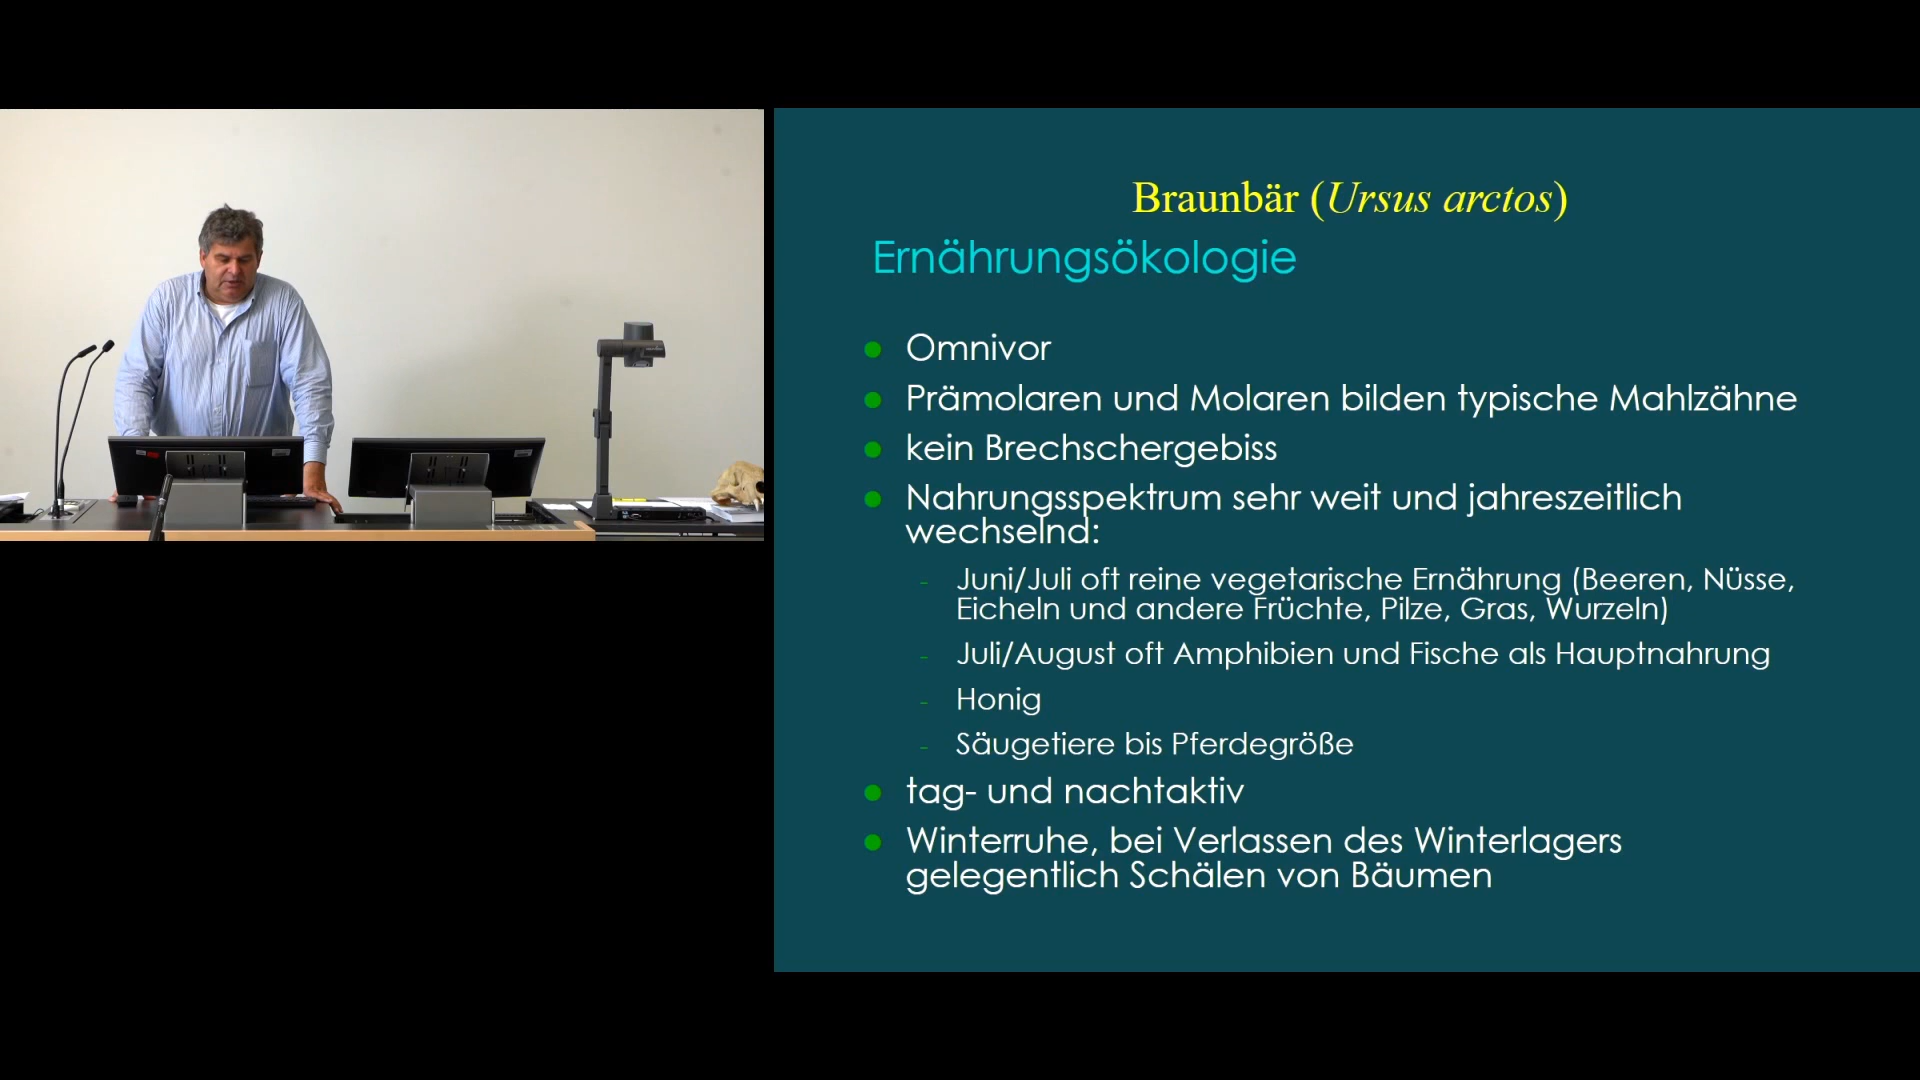 Braunbär (Ursus arctos)
Ernährungsökologie
Omnivor
Prämolaren und Molaren bilden typische Mahlzähne
kein Brechschergebiss
Nahrungsspektrum sehr weit und jahreszeitlich
wechselnd:
- Juni/Juli oft reine vegetarische Ernährung (Beeren, Nüsse,
Eicheln und andere Früchte, Pilze, Gras, Wurzeln)
- Juli/August oft Amphibien und Fische als Hauptnahrung
- Honig
- Säugetiere bis Pferdegröße
tag- und nachtaktiv
Winterruhe, bei Verlassen des Winterlagers
gelegentlich Schälen von Bäumen